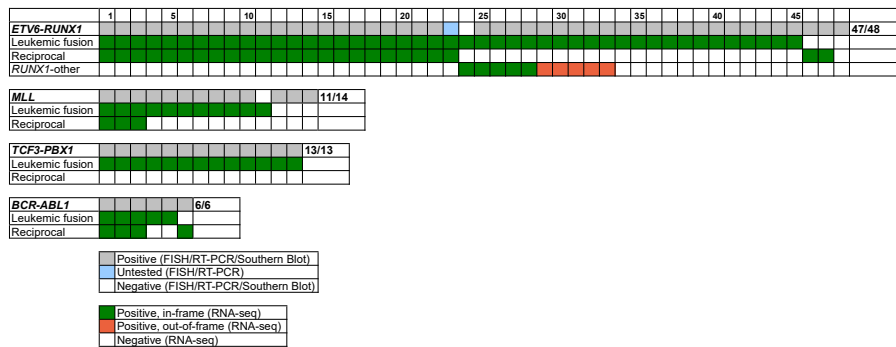 1 5 10 15 20 25 30 35 40 45
ETV6-RUNX1 47/48
Leukemic fusion
Reciprocal
RUNX1-other
MLL 11/14
Leukemic fusion
Reciprocal
TCF3-PBX1 13/13
Leukemic fusion
Reciprocal
BCR-ABL1 6/6
Leukemic fusion
Reciprocal
Positive (FISH/RT-PCR/Southern Blot)
Untested (FISH/RT-PCR)
Negative (FISH/RT-PCR/Southern Blot)
Positive, in-frame (RNA-seq)
Positive, out-of-frame (RNA-seq)
Negative (RNA-seq)